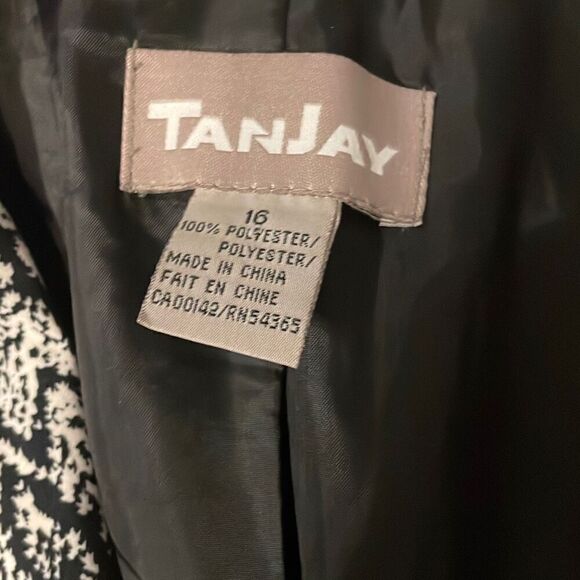 TANJAY
16
100% POLYESTER/
POLYESTER/
MADE IN CHINA
FAIT EN CHINE
CA00142/RN54365